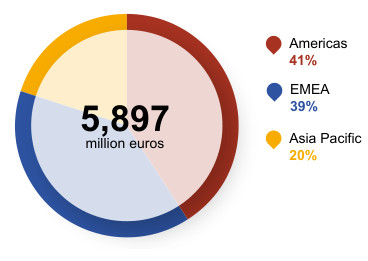 5,897
million euros
Americas
41%
EMEA
39%
Asia Pacific
20%